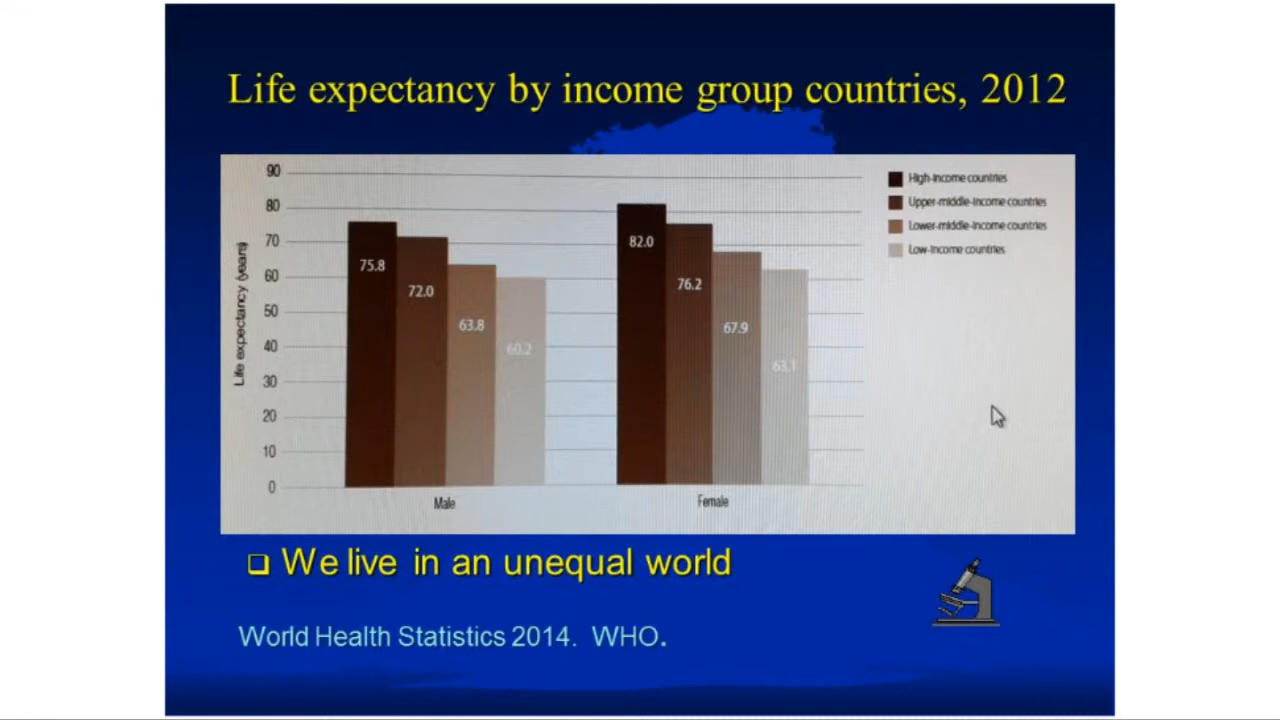 Life expectancy by income group countries, 2012
Life expectancy (years)
90
80
70
60
50
40
30
20
10
0
75.8
72.0
63.8
60.2
82.0
76.2
67.9
63.1
Male
Female
High-income countries
Upper-middle-income countries
Lower-middle-income countries
Low-income countries
We live in an unequal world
World Health Statistics 2014. WHO.